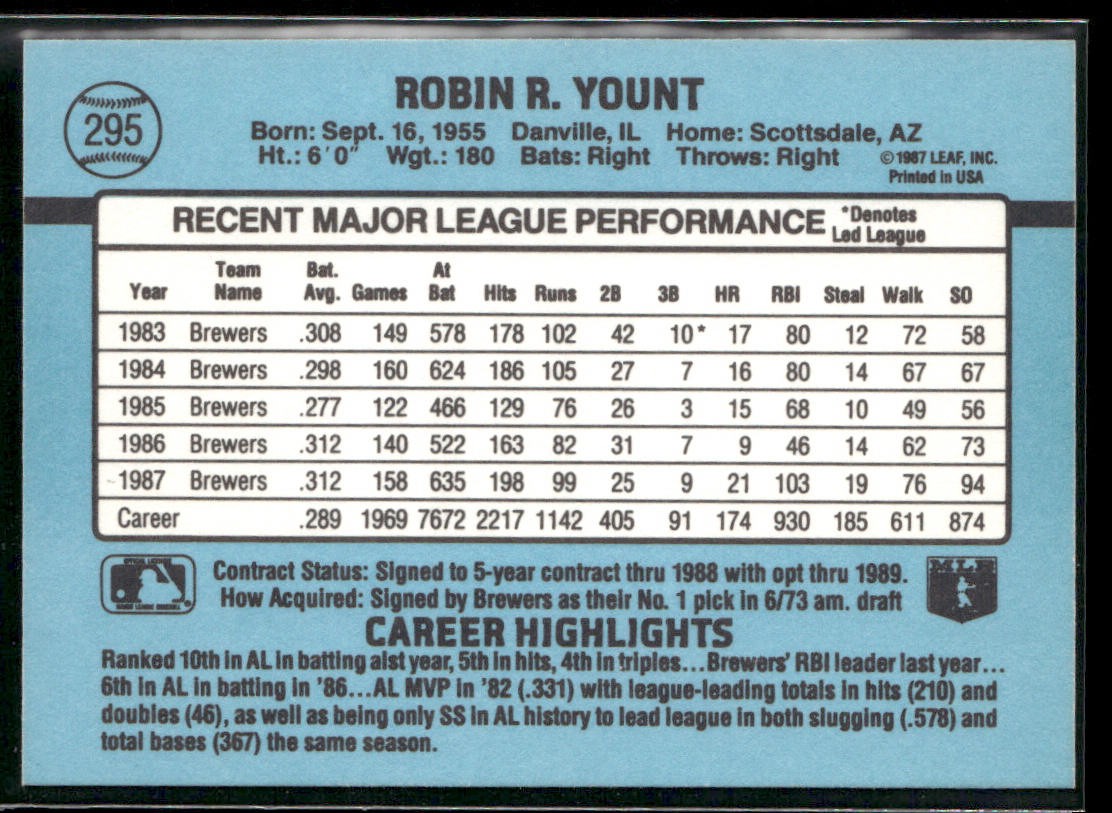 295
ROBIN R. YOUNT
Born: Sept. 16, 1955 Danville, IL Home: Scottsdale, AZ
Ht.: 6'0" Wgt.: 180 Bats: Right Throws: Right ©1987 LEAF, INC.
Printed in USA
RECENT MAJOR LEAGUE PERFORMANCE *Denotes Led League
Year Team Name Bat. Avg. Games At Bat Hits Runs 2B 3B HR RBI Steal Walk SO
1983 Brewers .308 149 578 178 102 42 10* 17 80 12 72 58
1984 Brewers .298 160 624 186 105 27 7 16 80 14 67 67
1985 Brewers .277 122 466 129 76 26 3 15 68 10 49 56
1986 Brewers .312 140 522 163 82 31 7 9 46 14 62 73
1987 Brewers .312 158 635 198 99 25 9 21 103 19 76 94
Career .289 1969 7672 2217 1142 405 91 174 930 185 611 874
Contract Status: Signed to 5-year contract thru 1988 with opt thru 1989.
How Acquired: Signed by Brewers as their No. 1 pick in 6/73 am. draft
MLB
CAREER HIGHLIGHTS
Ranked 10th in AL in batting alst year, 5th in hits, 4th in triples...Brewers' RBI leader last year...
6th in AL in batting in '86...AL MVP in '82 (.331) with league-leading totals in hits (210) and
doubles (46), as well as being only SS in AL history to lead league in both slugging (.578) and
total bases (367) the same season.